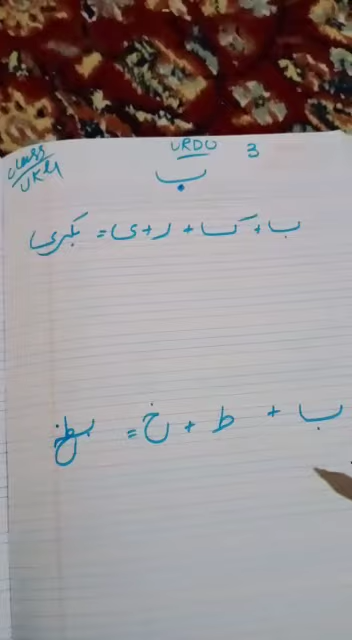 URDU 3
class
UKG
ب
ب + ک + ر + ی = بکری
ب + ط + خ = بطخ